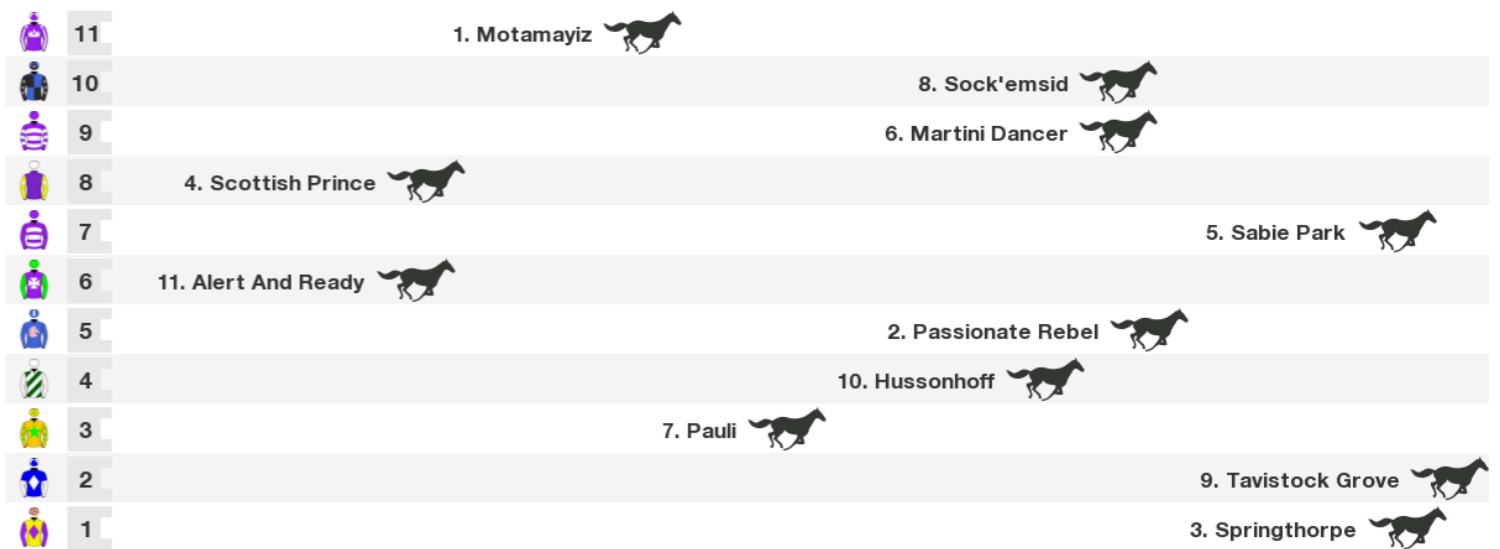 11 1. Motamayiz
10 8. Sock'emsid
9 6. Martini Dancer
8 4. Scottish Prince
7 5. Sabie Park
6 11. Alert And Ready
5 2. Passionate Rebel
4 10. Hussonhoff
3 7. Pauli
2 9. Tavistock Grove
1 3. Springthorpe